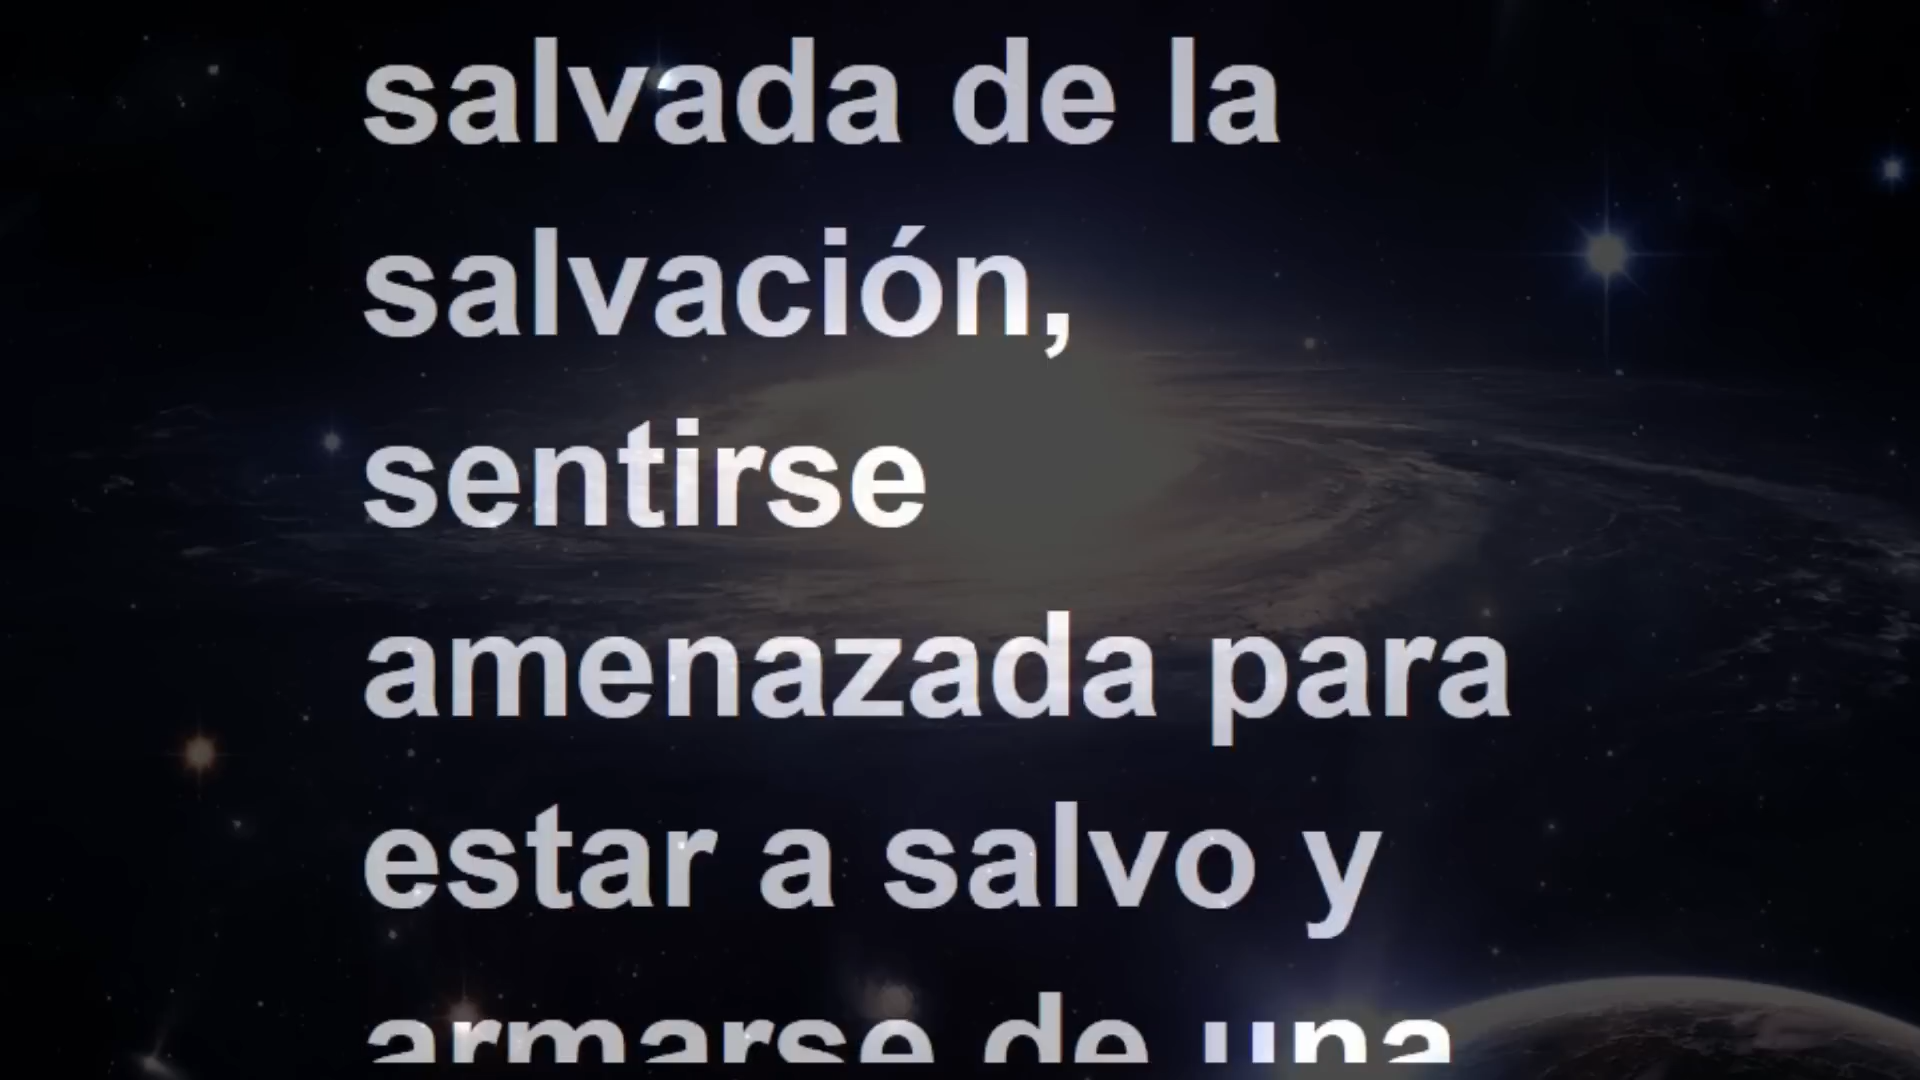 salvada de la
salvación,
sentirse
amenazada para
estar a salvo y
armarse de una